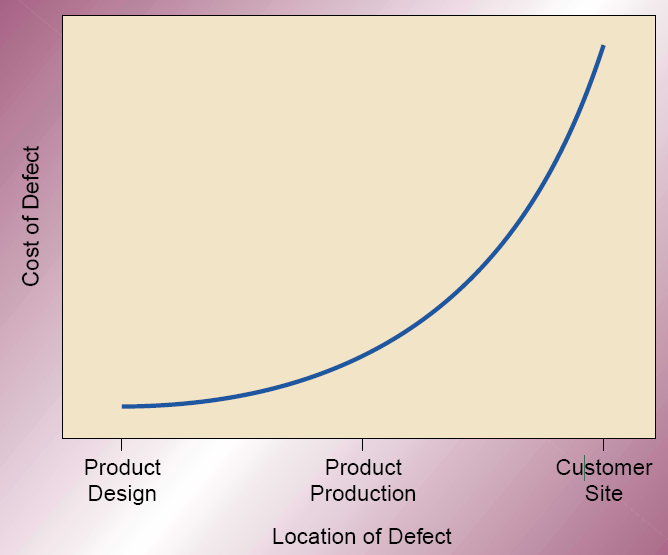 Cost of Defect
Product
Design
Product
Production
Customer
Site
Location of Defect